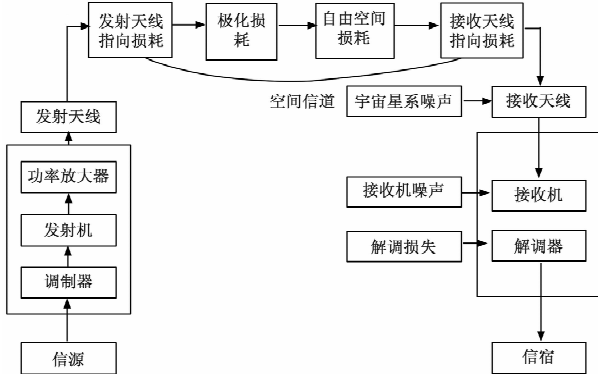 发射天线
指向损耗
极化损
耗
自由空间
损耗
接收天线
指向损耗
空间信道
宇宙星系噪声
接收天线
发射天线
功率放大器
发射机
调制器
信源
接收机噪声
接收机
解调损失
解调器
信宿